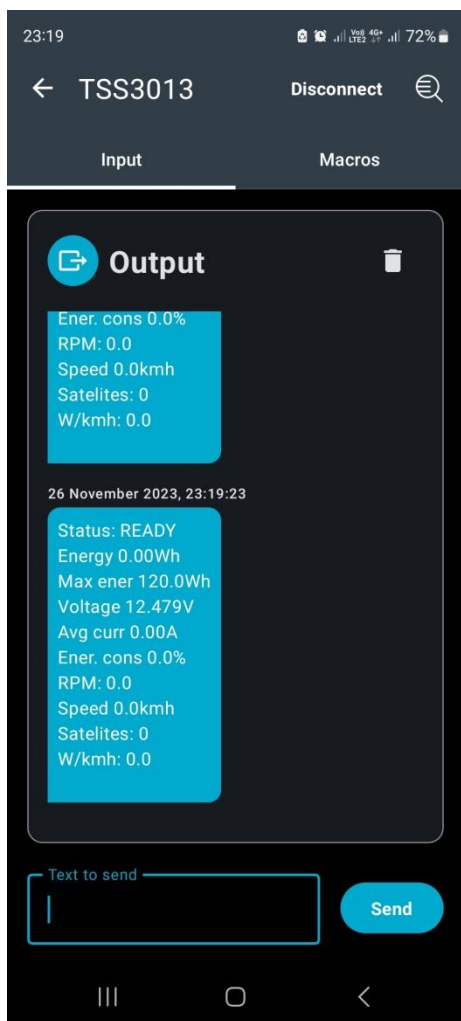 23:19
Vo)) 4G+
LTE2
72%
TSS3013
Disconnect
Input
Macros
Output
Ener. cons 0.0%
RPM: 0.0
Speed 0.0kmh
Satelites: 0
W/kmh: 0.0
26 November 2023, 23:19:23
Status: READY
Energy 0.00Wh
Max ener 120.0Wh
Voltage 12.479V
Avg curr 0.00A
Ener. cons 0.0%
RPM: 0.0
Speed 0.0kmh
Satelites: 0
W/kmh: 0.0
Text to send
Send